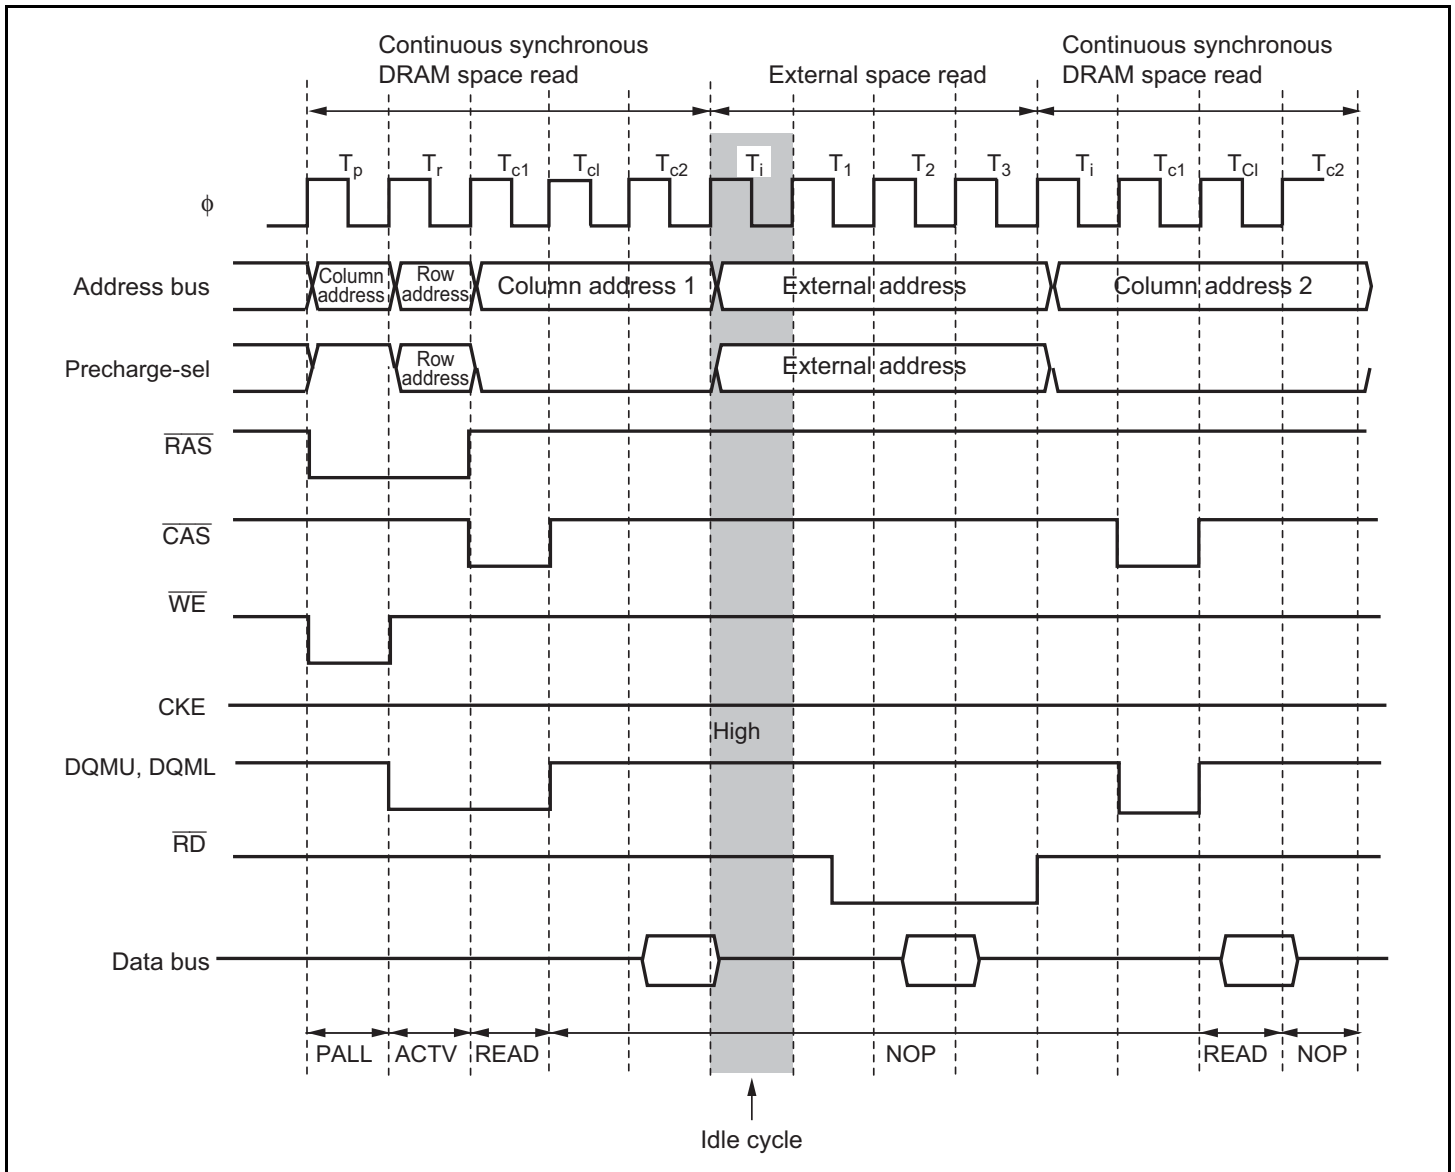 Continuous synchronous
DRAM space read
External space read
Continuous synchronous
DRAM space read
Tp Tr Tc1 Tcl Tc2 Ti T1 T2 T3 Ti Tc1 TCl Tc2
ϕ
Address bus
Column
address
Row
address
Column address 1
External address
Column address 2
Precharge-sel
Row
address
External address
RAS
CAS
WE
CKE
High
DQMU, DQML
RD
Data bus
PALL ACTV READ NOP READ NOP
Idle cycle